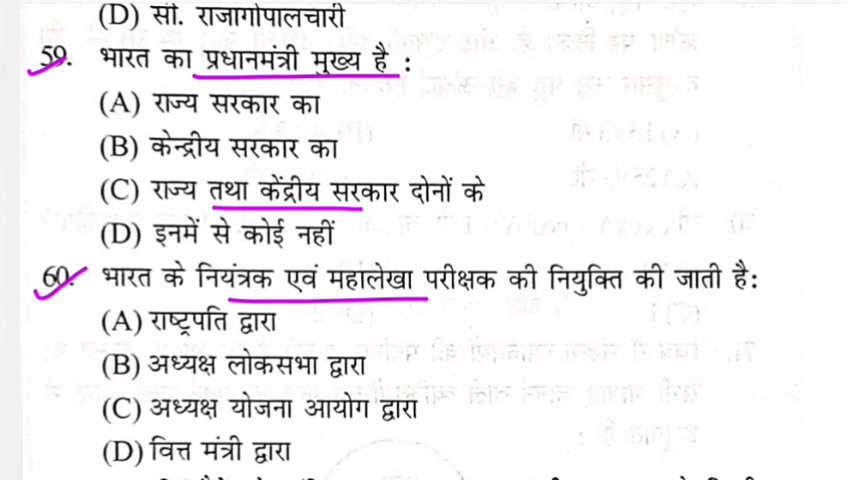 (D) सी. राजागोपालचारी
59. भारत का प्रधानमंत्री मुख्य है :
(A) राज्य सरकार का
(B) केन्द्रीय सरकार का
(C) राज्य तथा केंद्रीय सरकार दोनों के
(D) इनमें से कोई नहीं
60. भारत के नियंत्रक एवं महालेखा परीक्षक की नियुक्ति की जाती है:
(A) राष्ट्रपति द्वारा
(B) अध्यक्ष लोकसभा द्वारा
(C) अध्यक्ष योजना आयोग द्वारा
(D) वित्त मंत्री द्वारा